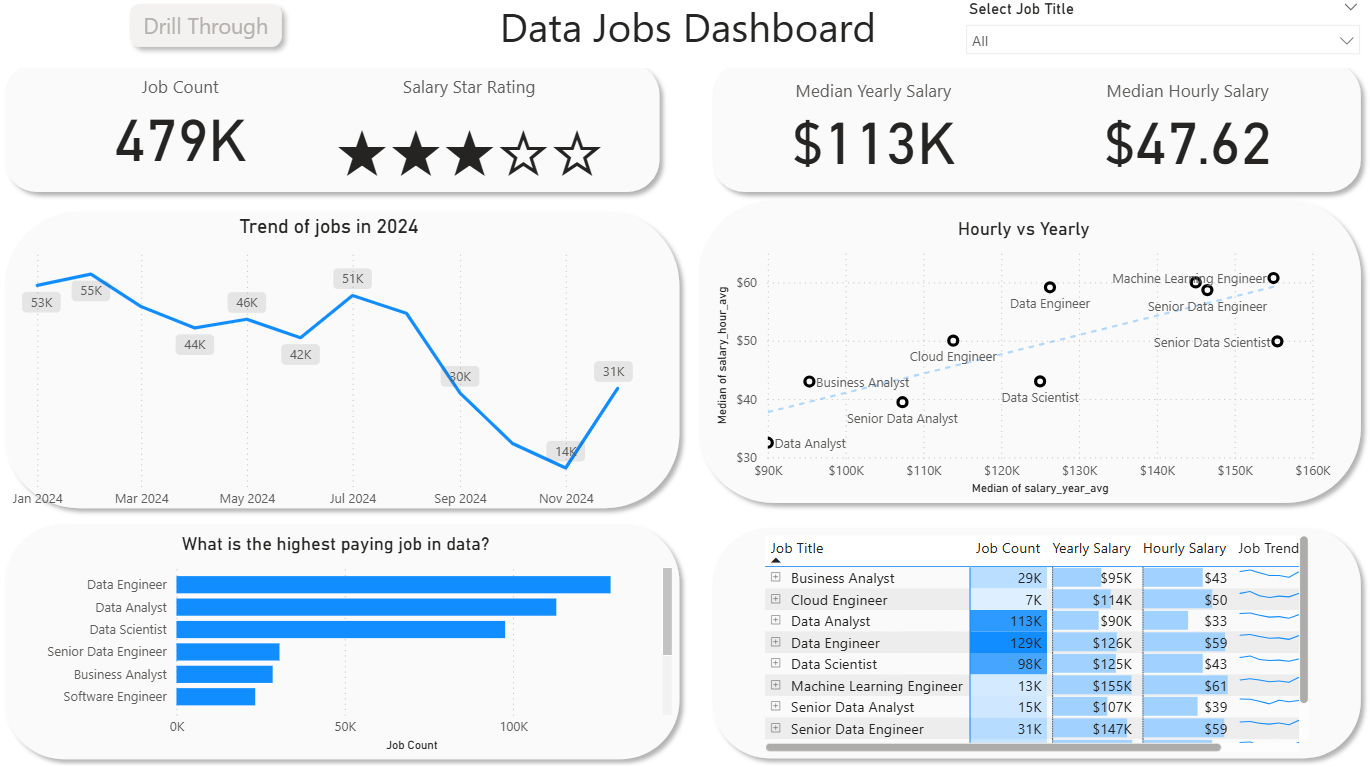 Drill Through
Data Jobs Dashboard
Select Job Title
All
Job Count
479K
Salary Star Rating
Median Yearly Salary
$113K
Median Hourly Salary
$47.62
Trend of jobs in 2024
53K
55K
44K
46K
42K
51K
30K
14K
31K
Jan 2024 Mar 2024 May 2024 Jul 2024 Sep 2024 Nov 2024
Hourly vs Yearly
Median of salary_hour_avg
$60
$50
$40
$30
Machine Learning Engineer
Data Engineer
Senior Data Engineer
Senior Data Scientist
Cloud Engineer
Business Analyst
Data Scientist
Senior Data Analyst
Data Analyst
$90K $100K $110K $120K $130K $140K $150K $160K
Median of salary_year_avg
What is the highest paying job in data?
Data Engineer
Data Analyst
Data Scientist
Senior Data Engineer
Business Analyst
Software Engineer
0K 50K 100K
Job Count
Job Title Job Count Yearly Salary Hourly Salary Job Trend
Business Analyst 29K $95K $43
Cloud Engineer 7K $114K $50
Data Analyst 113K $90K $33
Data Engineer 129K $126K $59
Data Scientist 98K $125K $43
Machine Learning Engineer 13K $155K $61
Senior Data Analyst 15K $107K $39
Senior Data Engineer 31K $147K $59